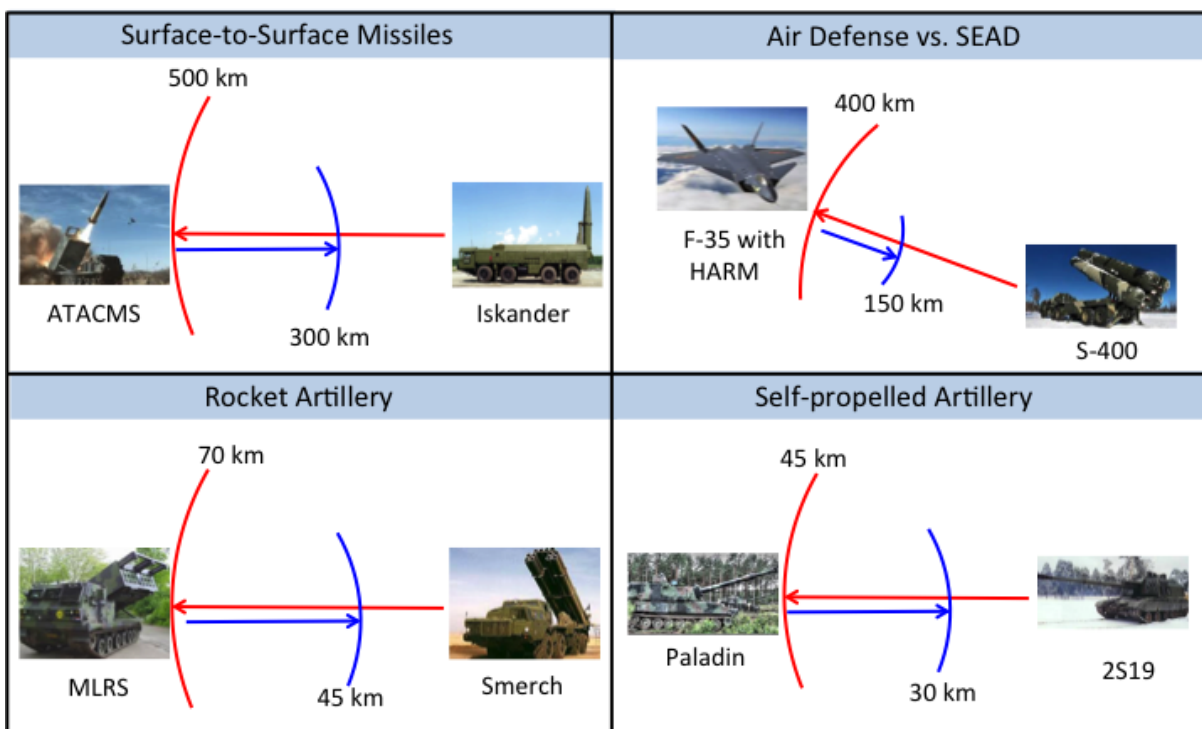 Surface-to-Surface Missiles
500 km
ATACMS
300 km
Iskander
Air Defense vs. SEAD
400 km
F-35 with
HARM
150 km
S-400
Rocket Artillery
70 km
MLRS
45 km
Smerch
Self-propelled Artillery
45 km
Paladin
30 km
2S19